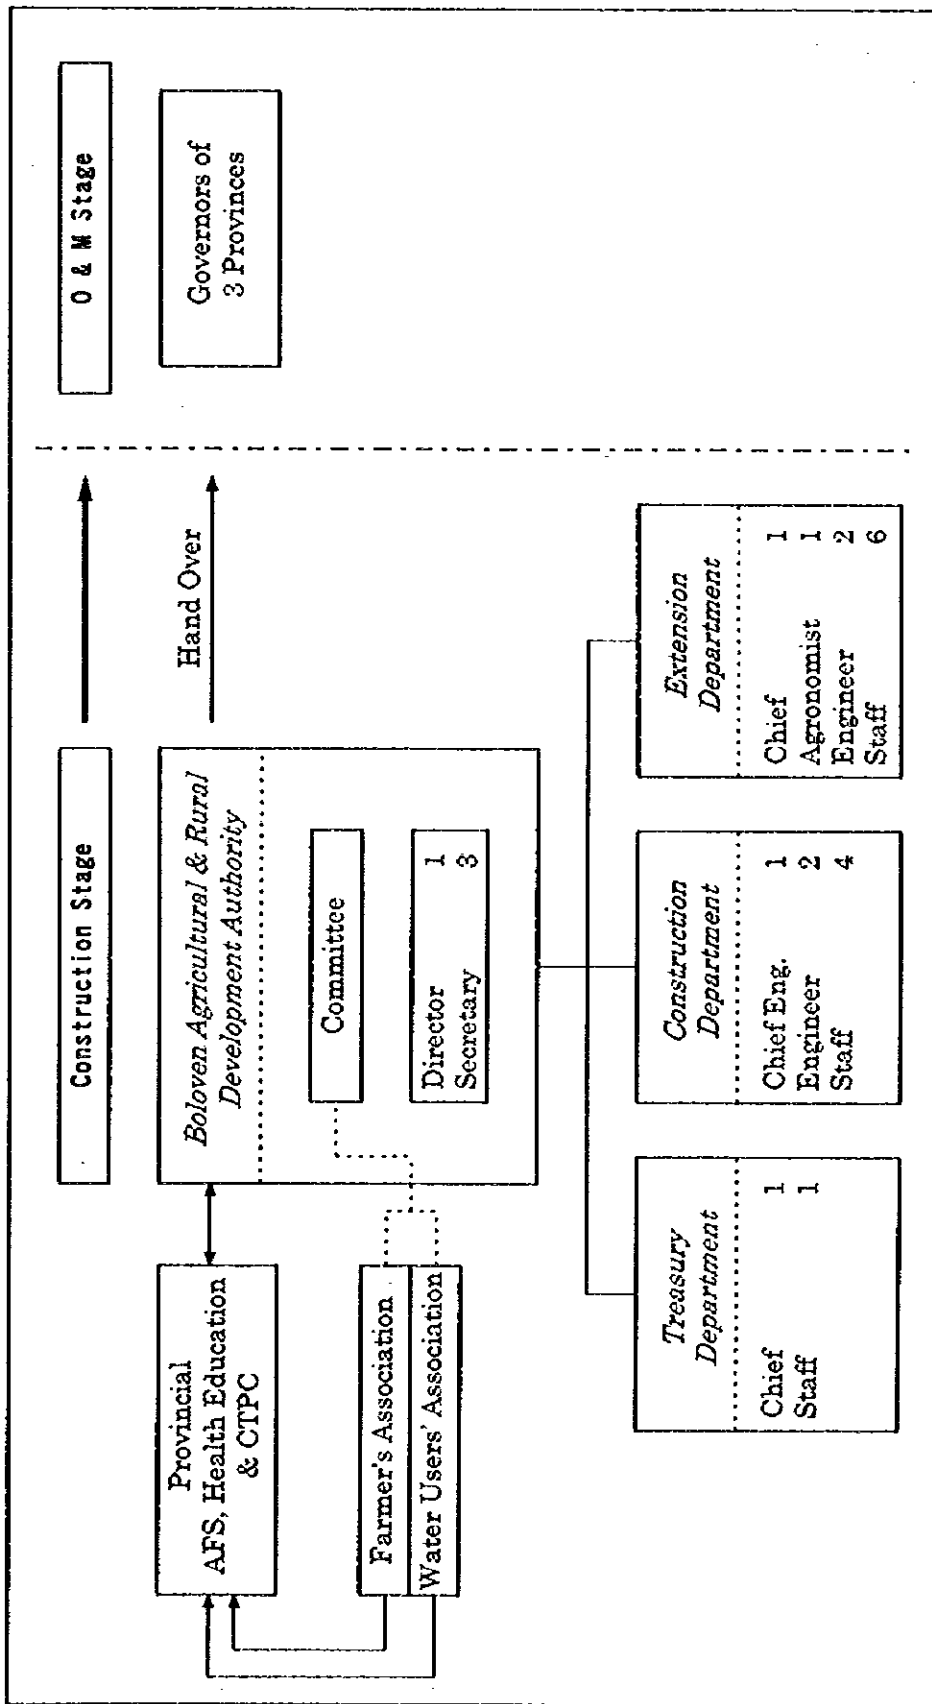 Construction Stage
O & M Stage
Provincial
AFS, Health Education
& CTPC
Boloven Agricultural & Rural
Development Authority
Hand Over
Governors of
3 Provinces
Committee
Director 1
Secretary 3
Farmer's Association
Water Users' Association
Treasury
Department
Chief 1
Staff 1
Construction
Department
Chief Eng. 1
Engineer 2
Staff 4
Extension
Department
Chief 1
Agronomist 1
Engineer 2
Staff 6